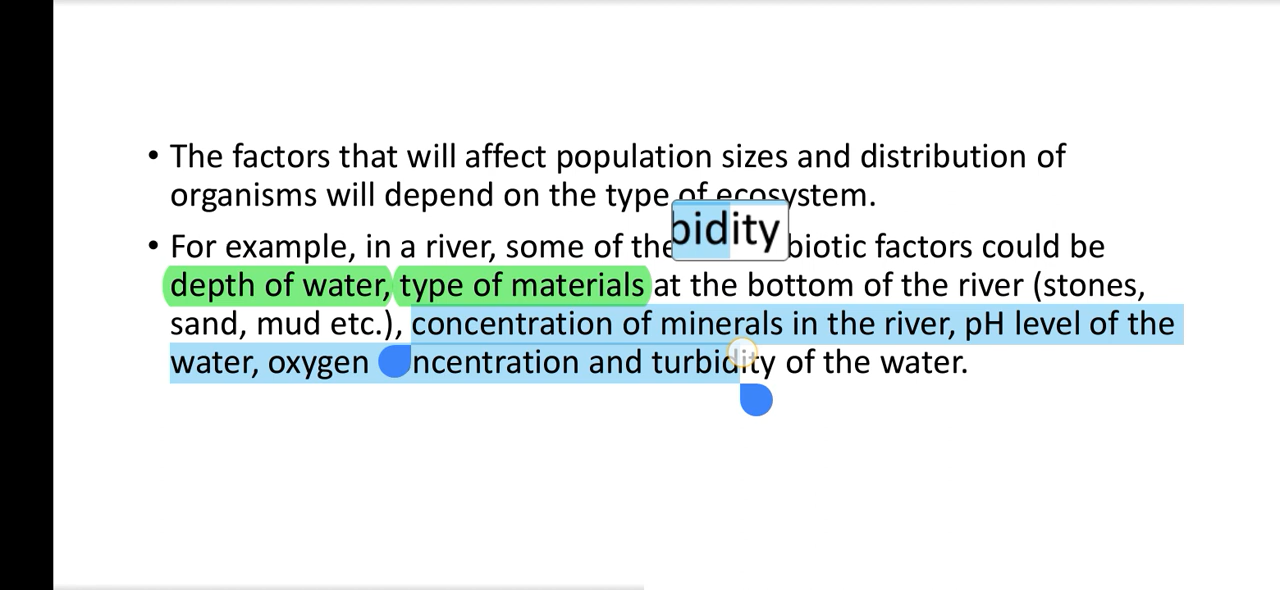 • The factors that will affect population sizes and distribution of
organisms will depend on the type of ecosystem.
bidity
• For example, in a river, some of the biotic factors could be
depth of water, type of materials at the bottom of the river (stones,
sand, mud etc.), concentration of minerals in the river, pH level of the
water, oxygen ncentration and turbidity of the water.